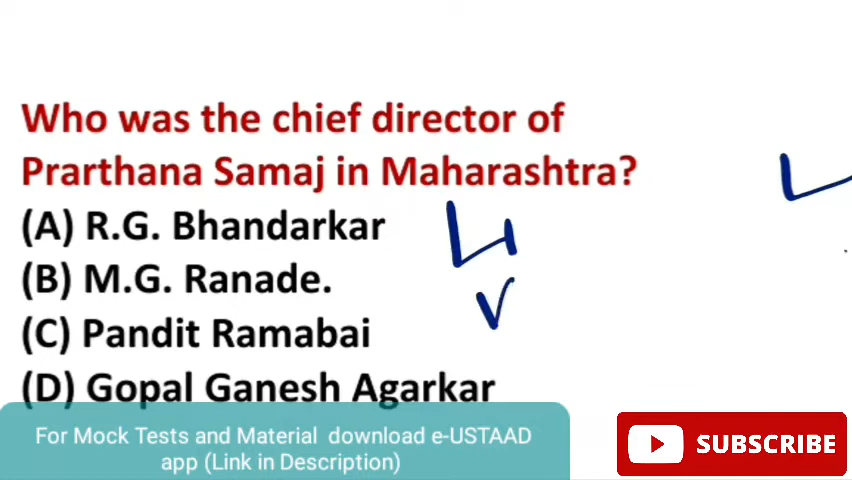 Who was the chief director of
Prarthana Samaj in Maharashtra?
(A) R.G. Bhandarkar
(B) M.G. Ranade.
(C) Pandit Ramabai
(D) Gopal Ganesh Agarkar
For Mock Tests and Material download e-USTAAD
app (Link in Description)
SUBSCRIBE